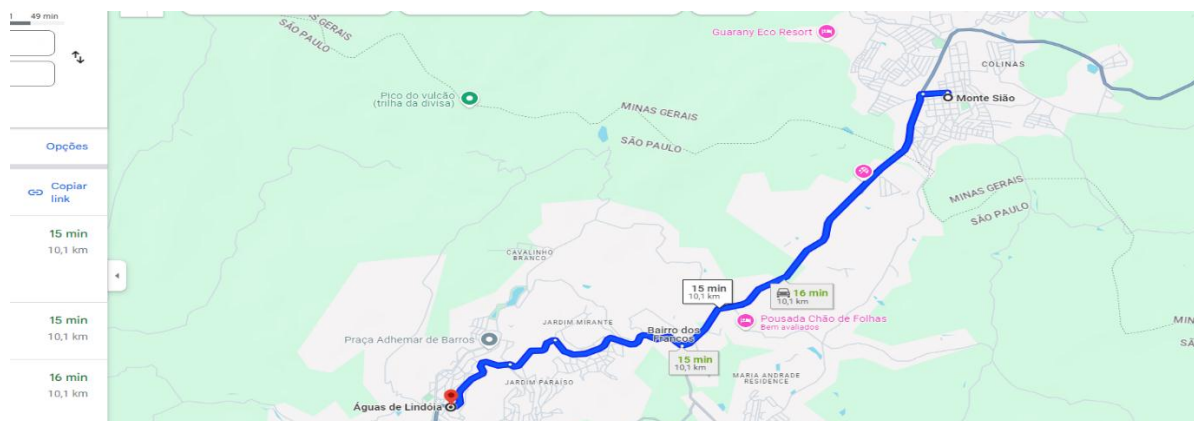 49 min
Opções
Copiar
link
15 min
10,1 km
15 min
10,1 km
16 min
10,1 km
SÃO PAULO
Guarany Eco Resort
COLINAS
Pico do vulcão
(trilha da divisa)
MINAS GERAIS
SÃO PAULO
Monte Sião
MINAS GERAIS
SÃO PAULO
CAVALINHO
BRANCO
15 min
10,1 km
16 min
10,1 km
Pousada Chão de Folhas
Bem avaliados
JARDIM MIRANTE
Bairro dos
Francos
Praça Adhemar de Barros
15 min
10,1 km
JARDIM PARAÍSO
MARIA ANDRADE
RESIDENCE
Águas de Lindóia